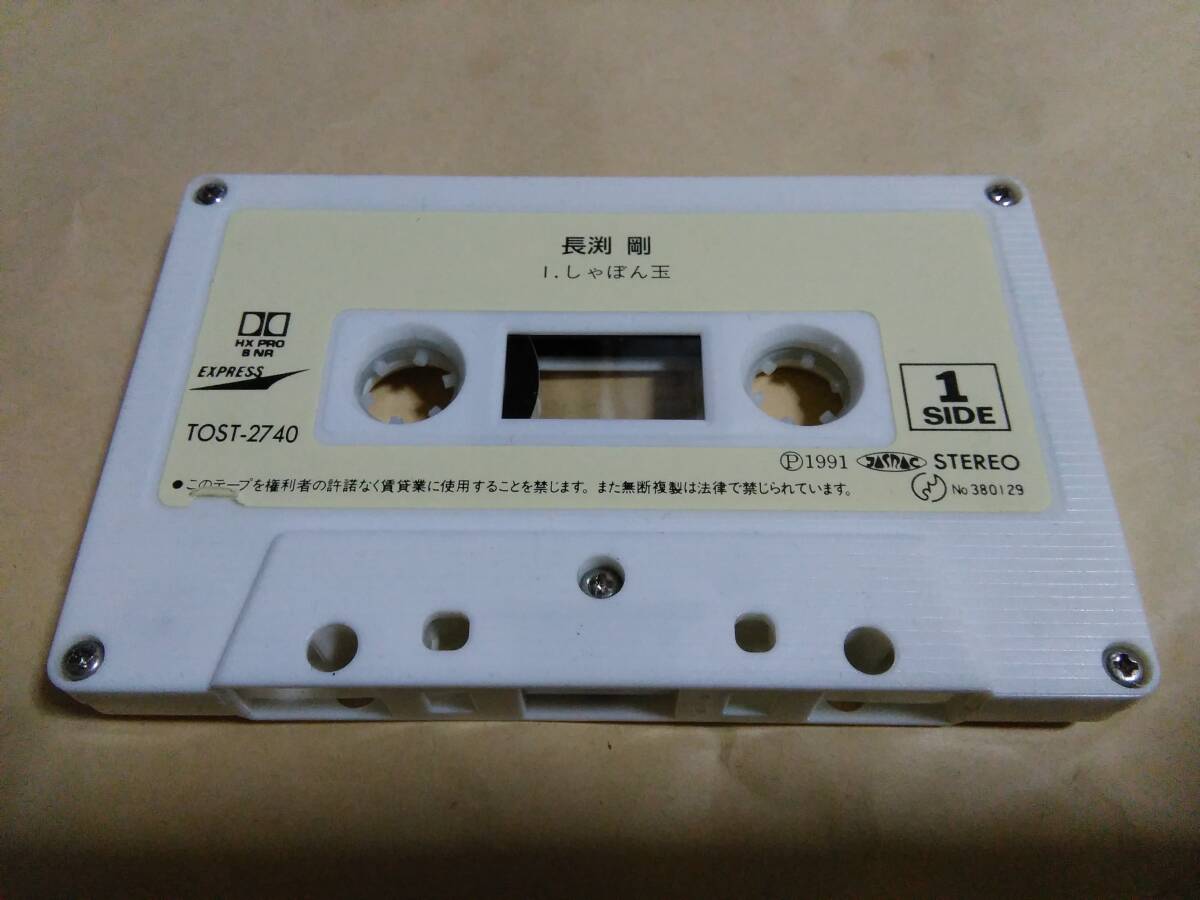 長渕 剛
1.しゃぼん玉
HX PRO
B NR
EXPRESS
TOST-2740
1
SIDE
Ⓟ1991 JASRAC STEREO
●このテープを権利者の許諾なく賃貸業に使用することを禁じます。また無断複製は法律で禁じられています。
No 380129